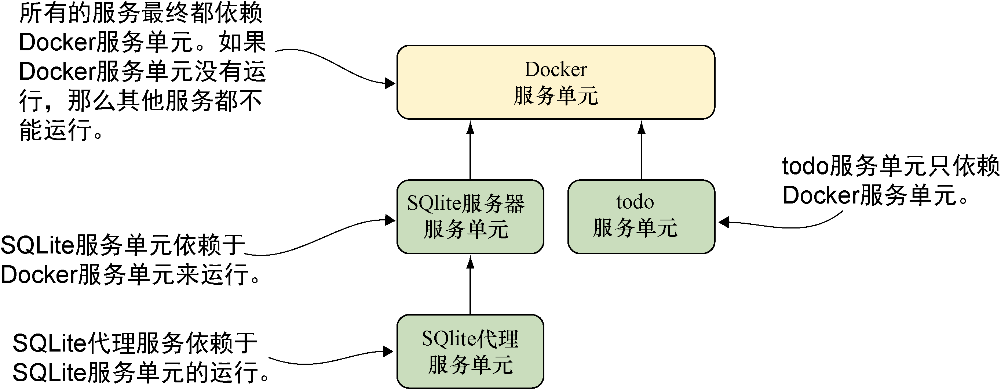 所有的服务最终都依赖
Docker服务单元。如果
Docker服务单元没有运
行，那么其他服务都不
能运行。
Docker
服务单元
SQlite服务器
服务单元
todo
服务单元
todo服务单元只依赖
Docker服务单元。
SQLite服务单元依赖于
Docker服务单元来运行。
SQLite代理服务依赖于
SQLite服务单元的运行。
SQlite代理
服务单元